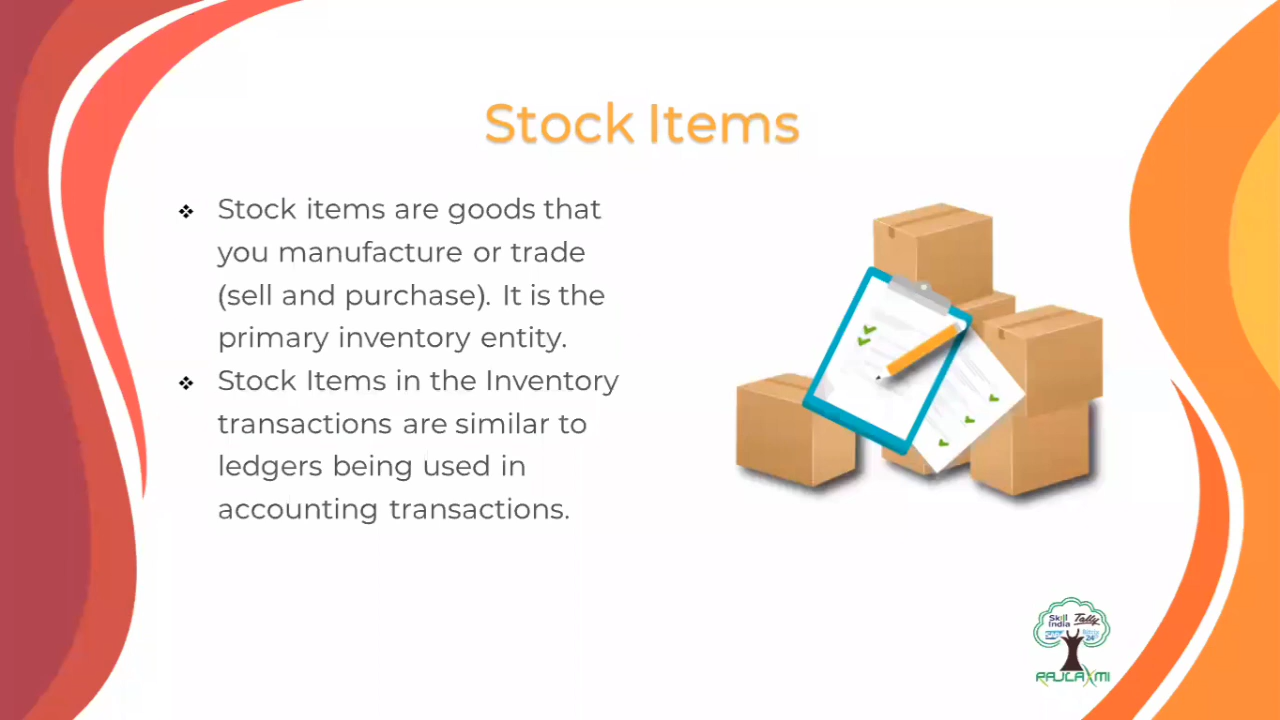 Stock Items
❖ Stock items are goods that
you manufacture or trade
(sell and purchase). It is the
primary inventory entity.
❖ Stock Items in the Inventory
transactions are similar to
ledgers being used in
accounting transactions.
Skill India Tally
RAJLAXMI